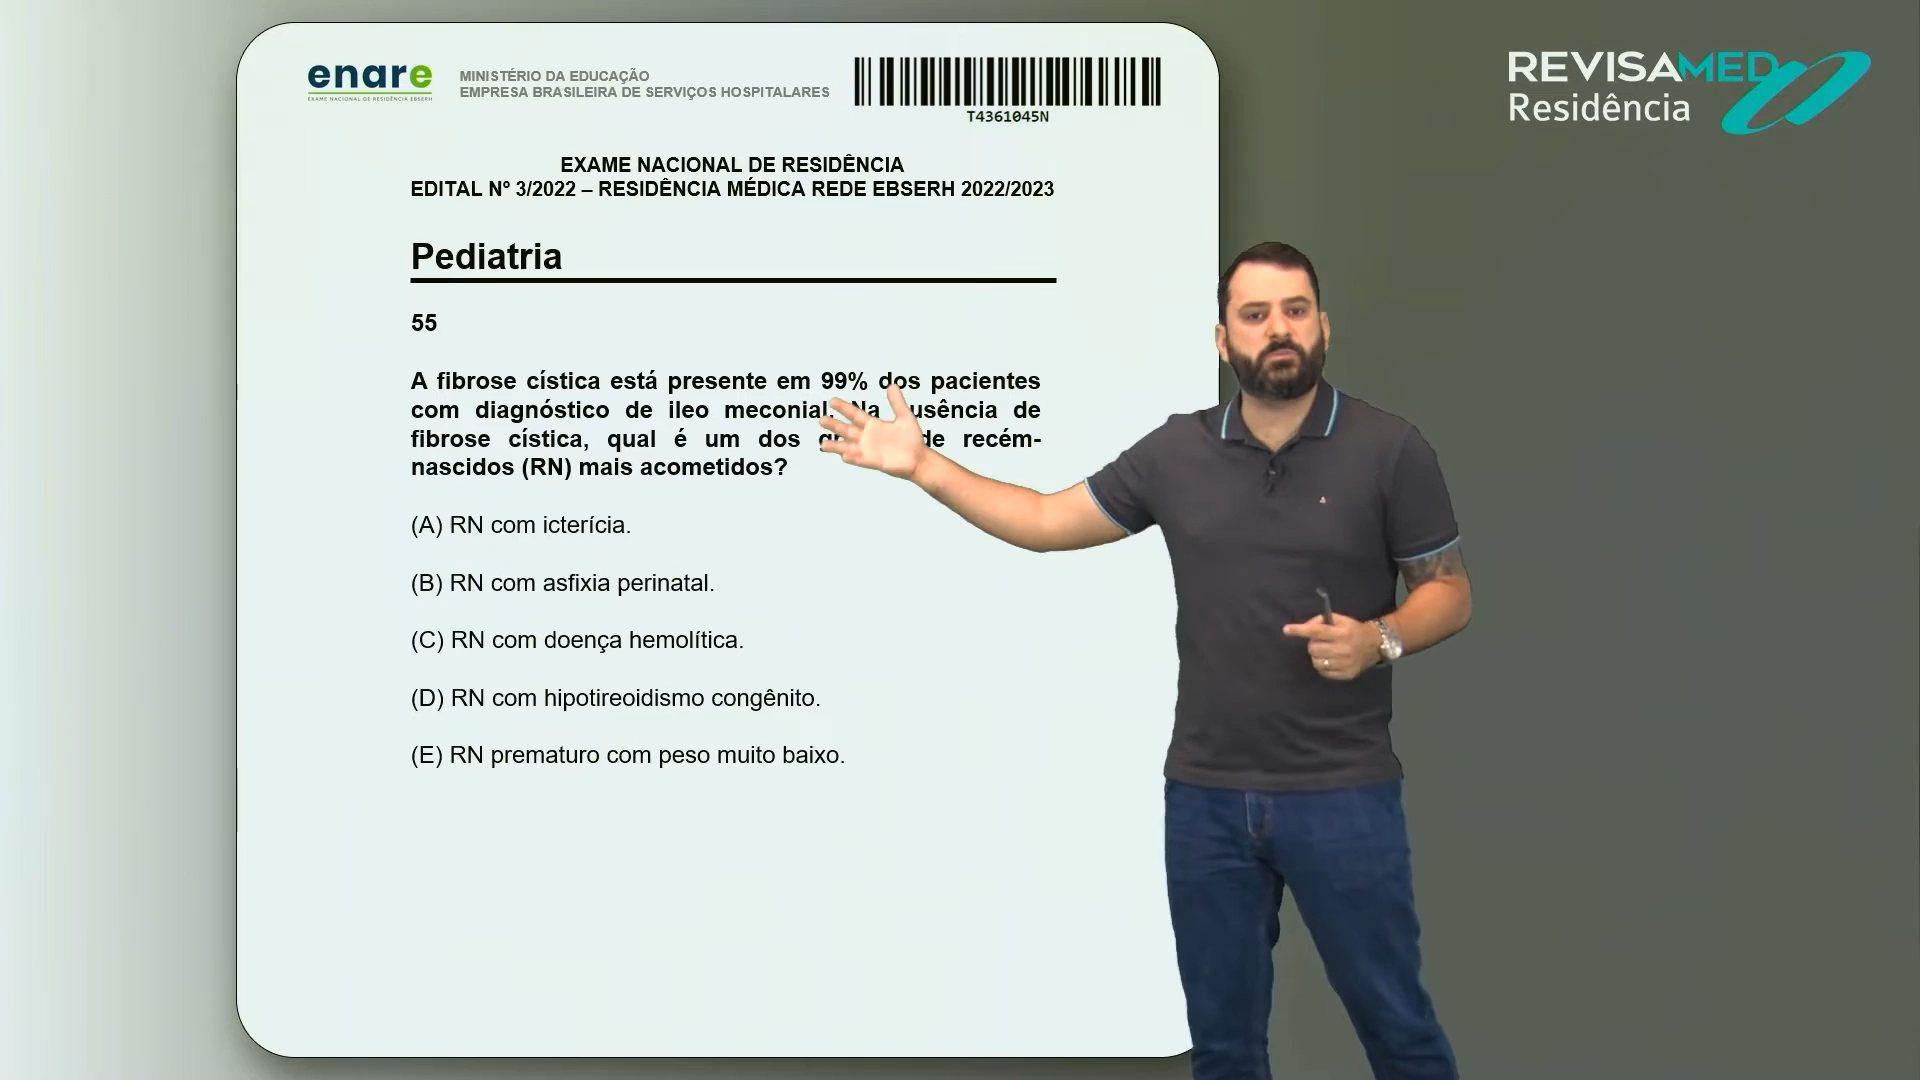 enare
EXAME NACIONAL DE RESIDÊNCIA EBSERH
MINISTÉRIO DA EDUCAÇÃO
EMPRESA BRASILEIRA DE SERVIÇOS HOSPITALARES
T4361045N
REVISAMED
Residência
EXAME NACIONAL DE RESIDÊNCIA
EDITAL Nº 3/2022 – RESIDÊNCIA MÉDICA REDE EBSERH 2022/2023
Pediatria
55
A fibrose cística está presente em 99% dos pacientes
com diagnóstico de ileo meconial. Na usência de
fibrose cística, qual é um dos de recém-
nascidos (RN) mais acometidos?
(A) RN com icterícia.
(B) RN com asfixia perinatal.
(C) RN com doença hemolítica.
(D) RN com hipotireoidismo congênito.
(E) RN prematuro com peso muito baixo.